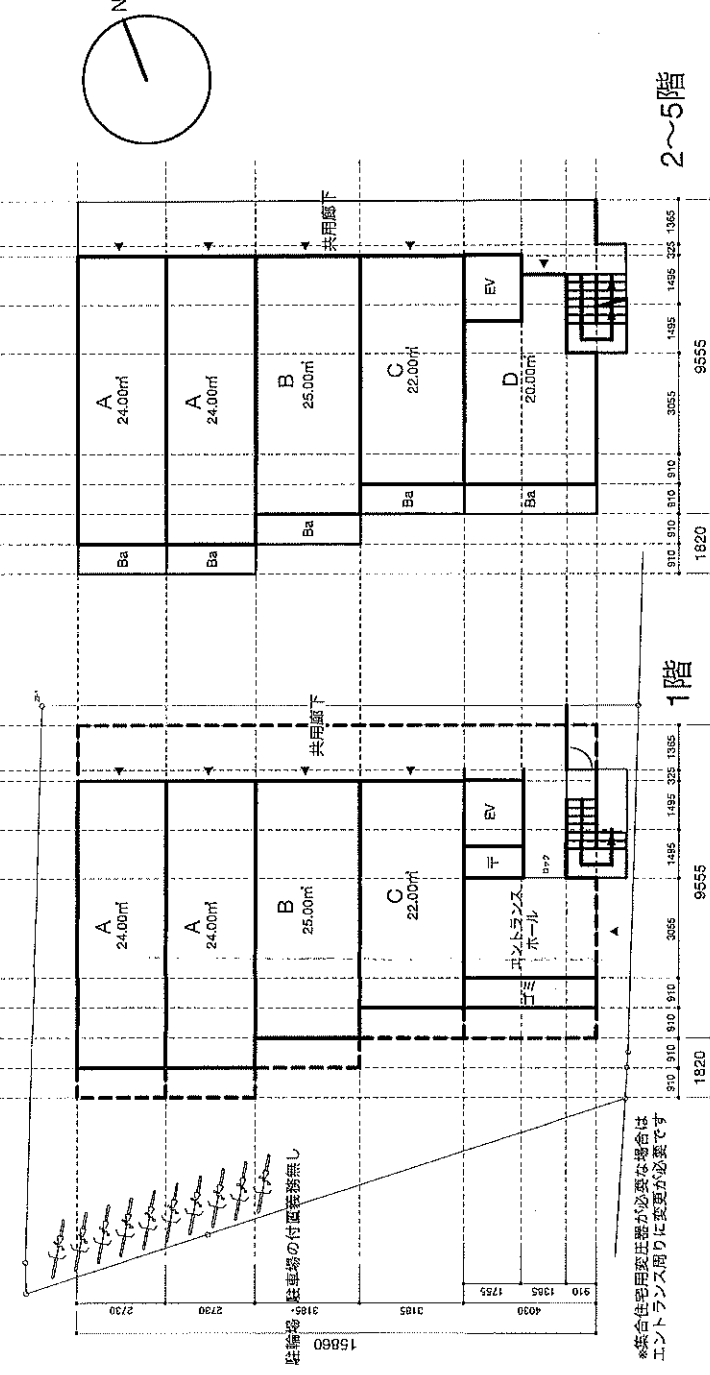 N
2〜5階
共用廊下
A
24.00㎡
A
24.00㎡
B
25.00㎡
C
22.00㎡
D
20.00㎡
EV
Ba
Ba
Ba
Ba
Ba
1365
325
1495
1495
3055
910
910
910
910
9555
1820
1階
共用廊下
A
24.00㎡
A
24.00㎡
B
25.00㎡
C
22.00㎡
EV
〒
ロック
エントランス
ホール
ゴミ
1365
325
1495
1495
3055
910
910
910
910
9555
1820
駐輪場・駐車場の付置義務無し
2730
2730
3185
3185
4030
1755
1365
910
15860
※集合住宅用変圧器が必要な場合は
エントランス周りに変更が必要です